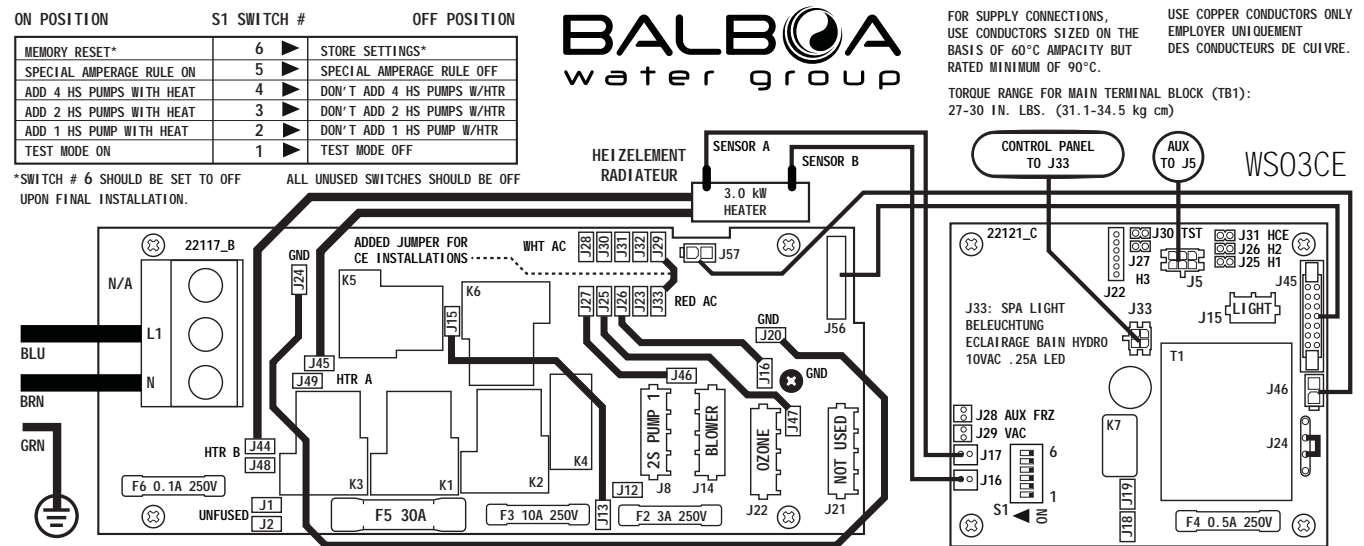 ON POSITION S1 SWITCH # OFF POSITION
MEMORY RESET* 6 ▶ STORE SETTINGS*
SPECIAL AMPERAGE RULE ON 5 ▶ SPECIAL AMPERAGE RULE OFF
ADD 4 HS PUMPS WITH HEAT 4 ▶ DON'T ADD 4 HS PUMPS W/HTR
ADD 2 HS PUMPS WITH HEAT 3 ▶ DON'T ADD 2 HS PUMPS W/HTR
ADD 1 HS PUMP WITH HEAT 2 ▶ DON'T ADD 1 HS PUMP W/HTR
TEST MODE ON 1 ▶ TEST MODE OFF
*SWITCH # 6 SHOULD BE SET TO OFF
UPON FINAL INSTALLATION.
ALL UNUSED SWITCHES SHOULD BE OFF
BALBOA
water group
FOR SUPPLY CONNECTIONS,
USE CONDUCTORS SIZED ON THE
BASIS OF 60°C AMPACITY BUT
RATED MINIMUM OF 90°C.
USE COPPER CONDUCTORS ONLY
EMPLOYER UNIQUEMENT
DES CONDUCTEURS DE CUIVRE.
TORQUE RANGE FOR MAIN TERMINAL BLOCK (TB1):
27-30 IN. LBS. (31.1-34.5 kg cm)
HEIZELEMENT
RADIATEUR
SENSOR A
SENSOR B
3.0 kW
HEATER
CONTROL PANEL
TO J33
AUX
TO J5
WS03CE
22117_B
N/A
L1
N
BLU
BRN
GRN
GND
J24
ADDED JUMPER FOR
CE INSTALLATIONS
WHT AC
J28
J30
J31
J32
J29
J57
K5
K6
J15
J27
J25
J26
J23
J33
RED AC
J56
GND
J20
J45
J49
HTR A
J46
J16
GND
J47
HTR B
J44
J48
K3
K1
K2
K4
2S PUMP 1
J8
BLOWER
J14
OZONE
J22
NOT USED
J21
F6 0.1A 250V
UNFUSED
J1
J2
F5 30A
F3 10A 250V
J13
J12
F2 3A 250V
22121_C
J30 TST
J27
H3
J22
J5
J31 HCE
J26 H2
J25 H1
J45
J33: SPA LIGHT
BELEUCHTUNG
ECLAIRAGE BAIN HYDRO
10VAC .25A LED
J33
J15
LIGHT
T1
J46
J28 AUX FRZ
J29 VAC
J17
J16
6
1
S1
ON
K7
J24
J19
J18
F4 0.5A 250V